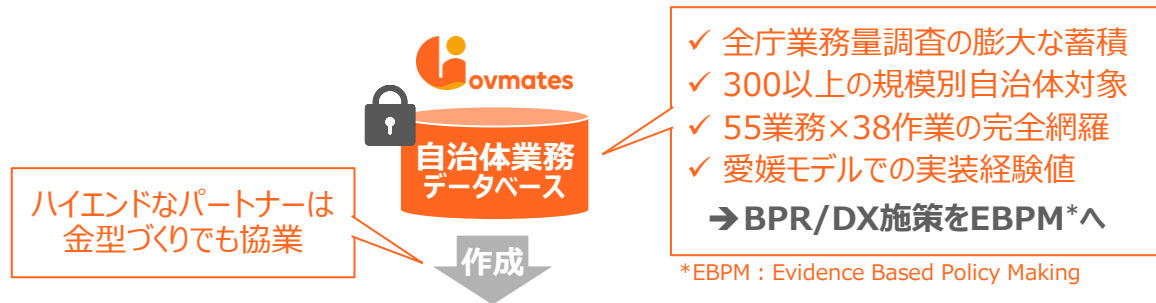 Govmates
自治体業務
データベース
✓ 全庁業務量調査の膨大な蓄積
✓ 300以上の規模別自治体対象
✓ 55業務×38作業の完全網羅
✓ 愛媛モデルでの実装経験値
➔BPR/DX施策をEBPM*へ
*EBPM：Evidence Based Policy Making
ハイエンドなパートナーは
金型づくりでも協業
作成